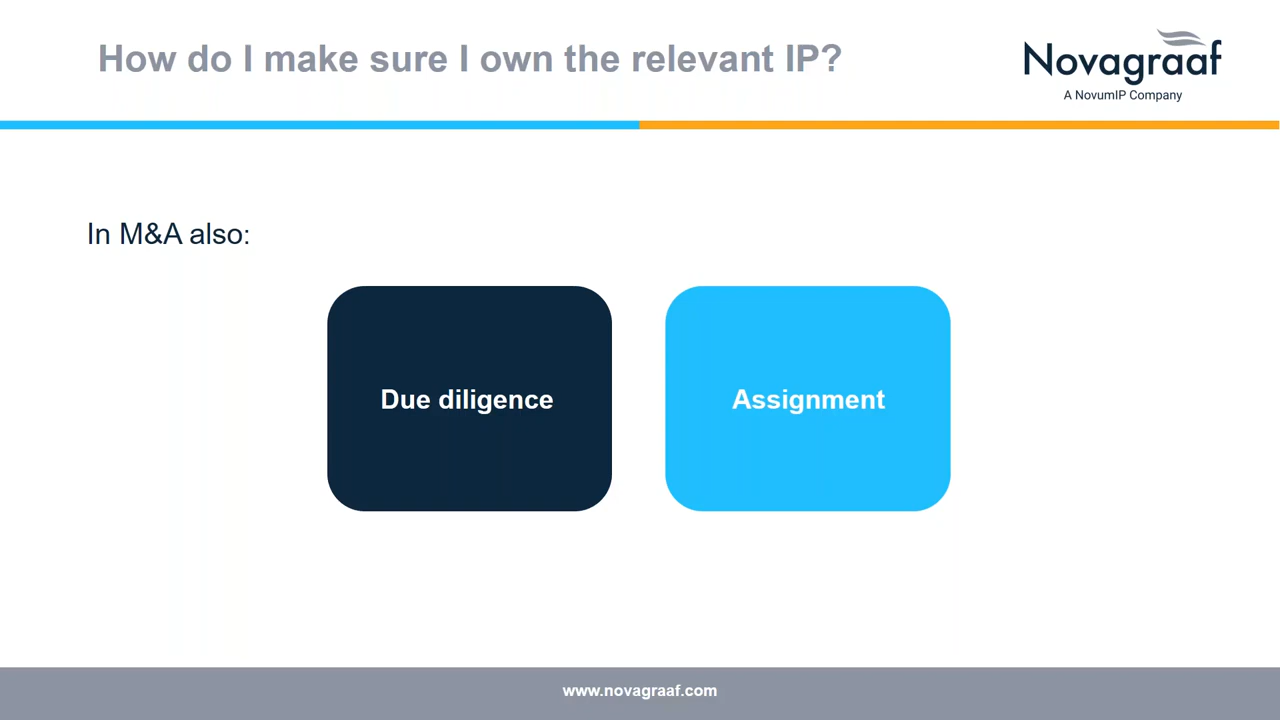 How do I make sure I own the relevant IP?
Novagraaf
A NovumIP Company
In M&A also:
Due diligence
Assignment
www.novagraaf.com